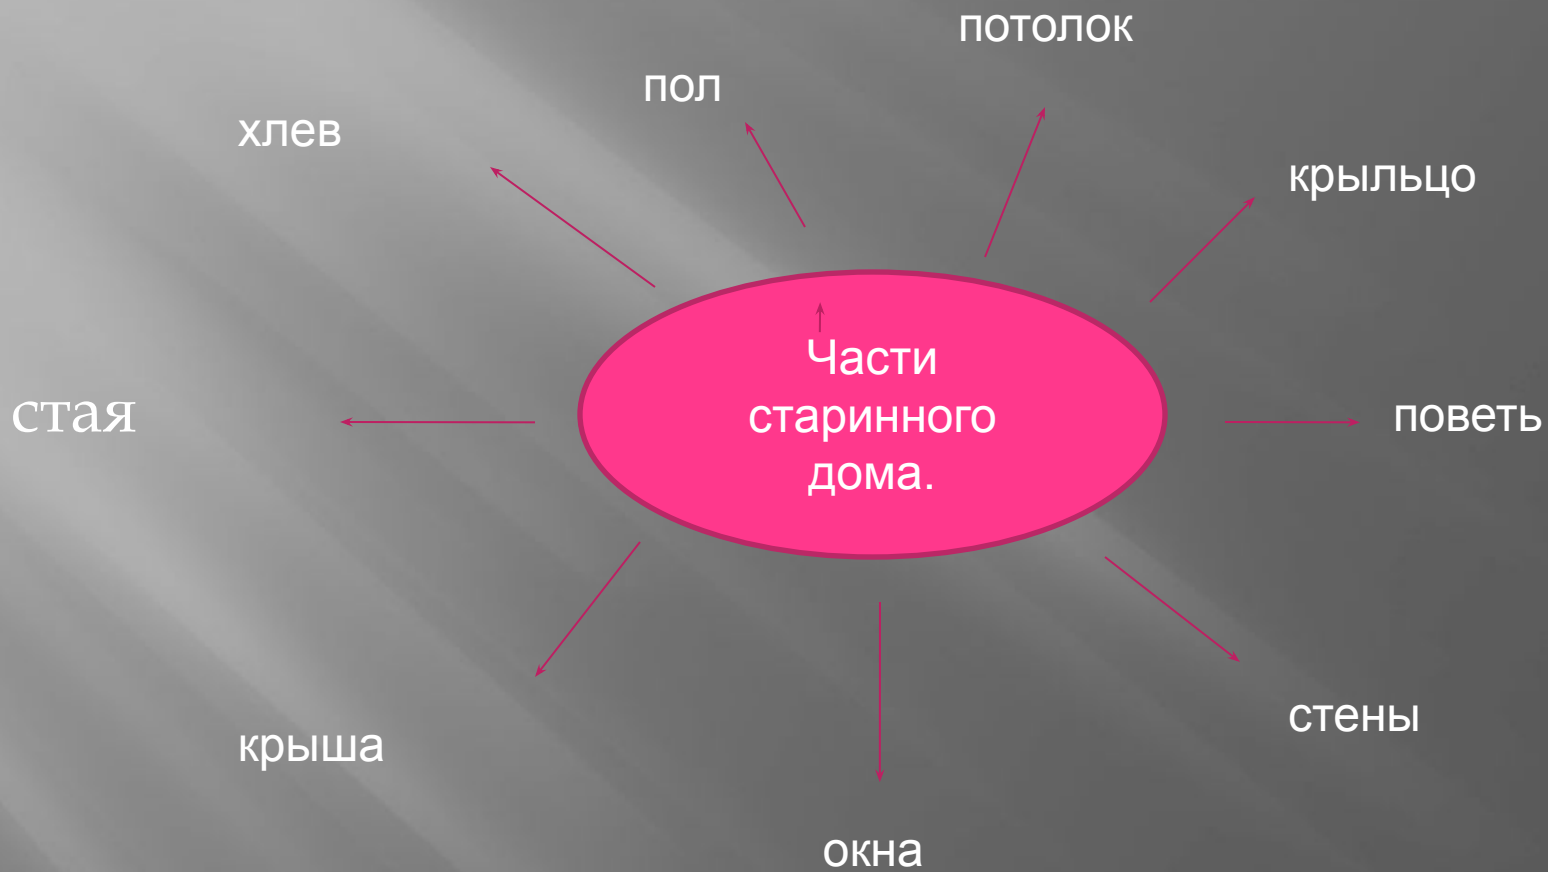 потолок
пол
хлев
крыльцо
Части
старинного
дома.
стая
поветь
стены
крыша
окна